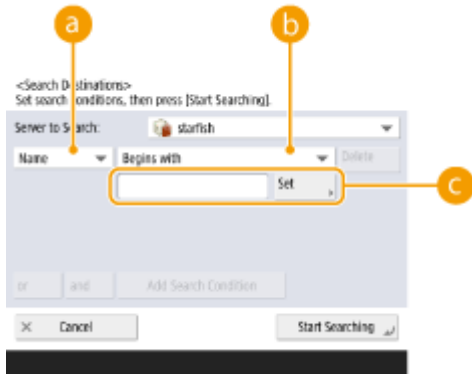 a b
<Search Destinations>
Set search conditions, then press [Start Searching].
Server to Search: starfish
Name Begins with Delete
Set
c
or and Add Search Condition
× Cancel Start Searching